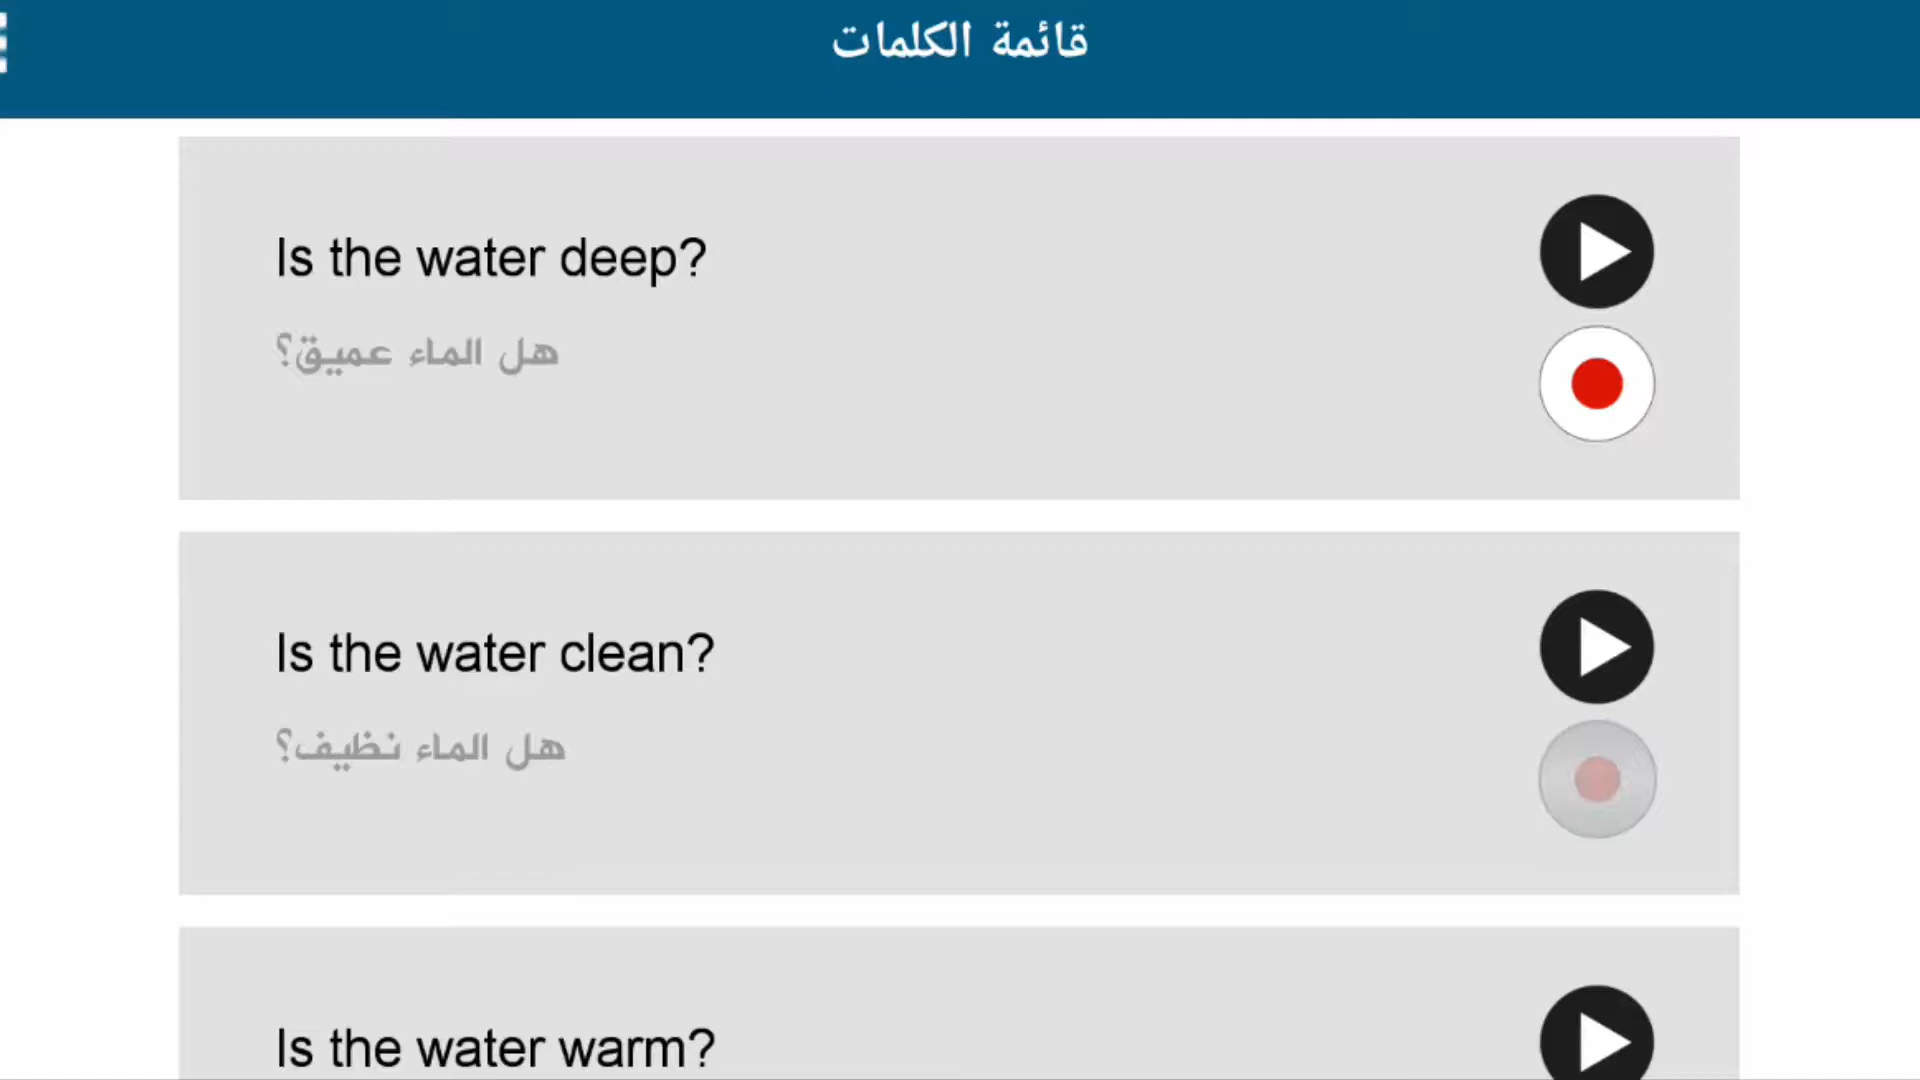 قائمة الكلمات
Is the water deep?
هل الماء عميق؟
Is the water clean?
هل الماء نظيف؟
Is the water warm?